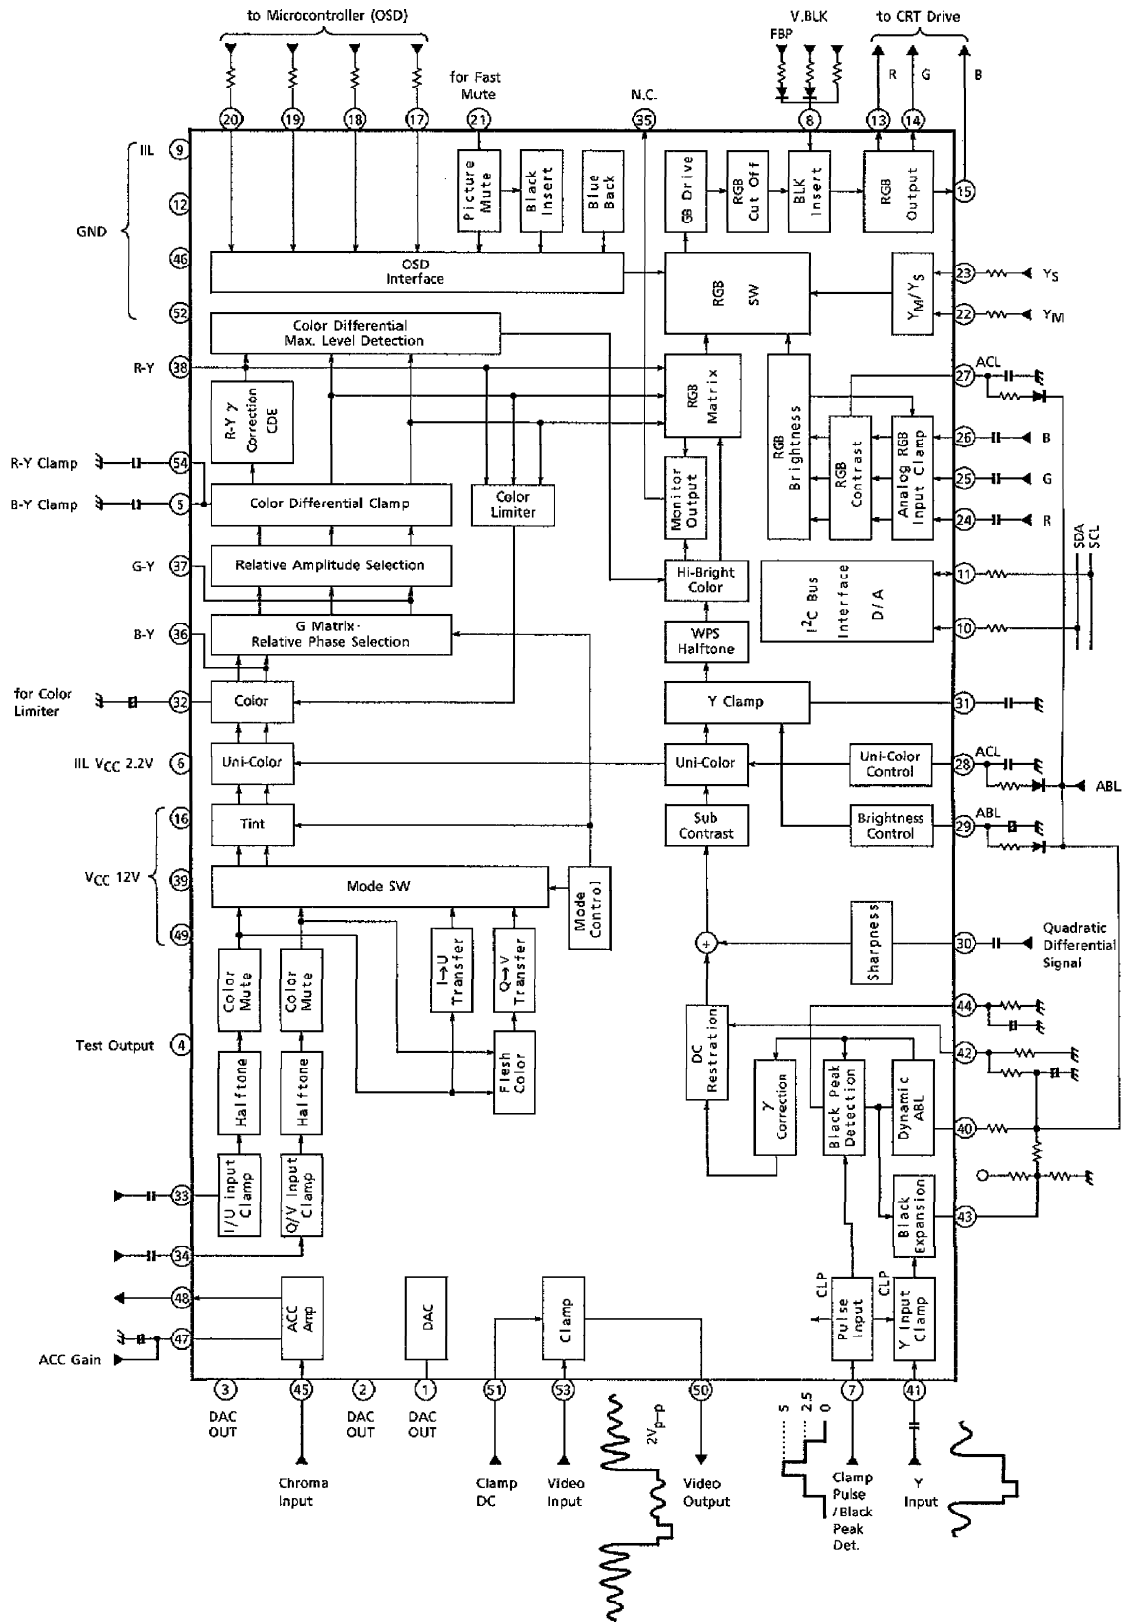 to Microcontroller (OSD)
V.BLK
to CRT Drive
FBP
R
G
B
for Fast
Mute
N.C.
20
19
18
17
21
35
8
13
14
IIL
9
12
GND
46
52
Picture
Mute
Black
Insert
Blue
Back
GB Drive
RGB
Cut Off
BLK
Insert
RGB
Output
15
OSD
Interface
RGB
SW
YM/YS
23
YS
22
YM
Color Differential
Max. Level Detection
R-Y
38
R-Y γ
Correction
CDE
RGB
Matrix
RGB
Brightness
RGB
Contrast
Analog RGB
Input Clamp
27
ACL
26
B
25
G
24
R
R-Y Clamp
54
B-Y Clamp
5
Color Differential Clamp
Color
Limiter
Monitor
Output
SDA
SCL
G-Y
37
Relative Amplitude Selection
Hi-Bright
Color
I2C Bus
Interface
D/A
11
10
B-Y
36
G Matrix·
Relative Phase Selection
WPS
Halftone
for Color
Limiter
32
Color
Y Clamp
31
IIL VCC 2.2V
6
Uni-Color
Uni-Color
Uni-Color
Control
28
ACL
ABL
16
Tint
Sub
Contrast
Brightness
Control
29
ABL
VCC 12V
39
49
Mode SW
Mode Control
+
Sharpness
30
Quadratic
Differential
Signal
Color
Mute
Color
Mute
I→U
Transfer
Q→V
Transfer
44
Test Output
4
Halftone
Halftone
Flesh
Color
DC
Restration
γ
Correction
Black Peak
Detection
Dynamic
ABL
42
40
33
I/U Input
Clamp
Q/V Input
Clamp
Black
Expansion
43
34
48
47
ACC Gain
ACC
Amp
DAC
Clamp
CLP
Pulse
Input
CLP
Y Input
Clamp
3
45
2
1
51
53
50
7
41
DAC
OUT
DAC
OUT
DAC
OUT
2Vp-p
5
2.5
0
Chroma
Input
Clamp
DC
Video
Input
Video
Output
Clamp
Pulse
/Black
Peak
Det.
Y
Input